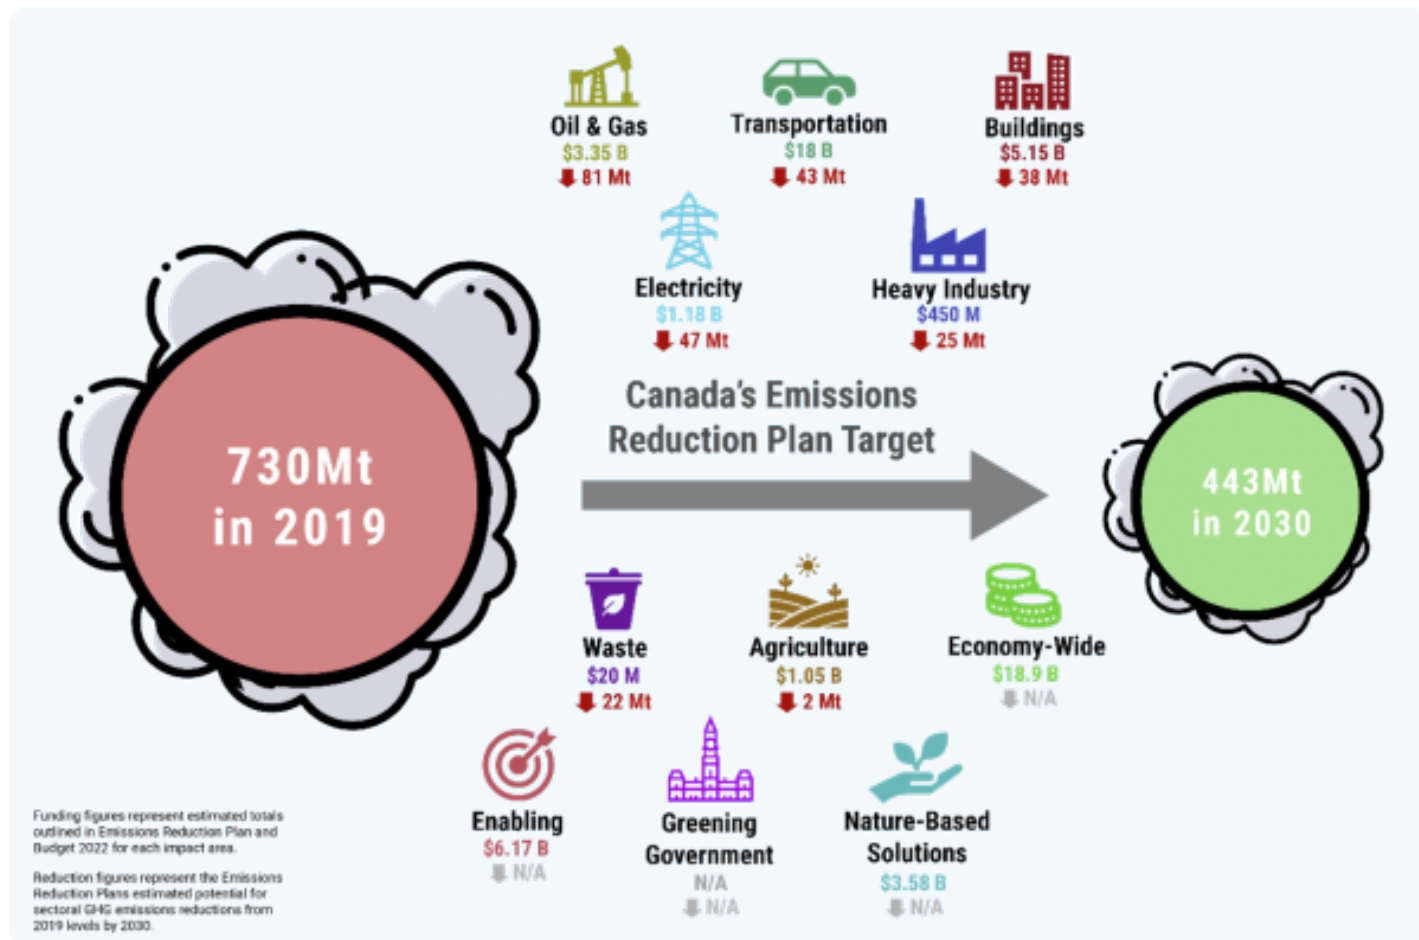 Oil & Gas
$3.35 B
81 Mt
Transportation
$18 B
43 Mt
Buildings
$5.15 B
38 Mt
Electricity
$1.18 B
47 Mt
Heavy Industry
$450 M
25 Mt
Canada's Emissions
Reduction Plan Target
730Mt
in 2019
443Mt
in 2030
Waste
$20 M
22 Mt
Agriculture
$1.05 B
2 Mt
Economy-Wide
$18.9 B
N/A
Enabling
$6.17 B
N/A
Greening
Government
N/A
N/A
Nature-Based
Solutions
$3.58 B
N/A
Funding figures represent estimated totals
outlined in Emissions Reduction Plan and
Budget 2022 for each impact area.
Reduction figures represent the Emissions
Reduction Plans estimated potential for
sectoral GHG emissions reductions from
2019 levels by 2030.